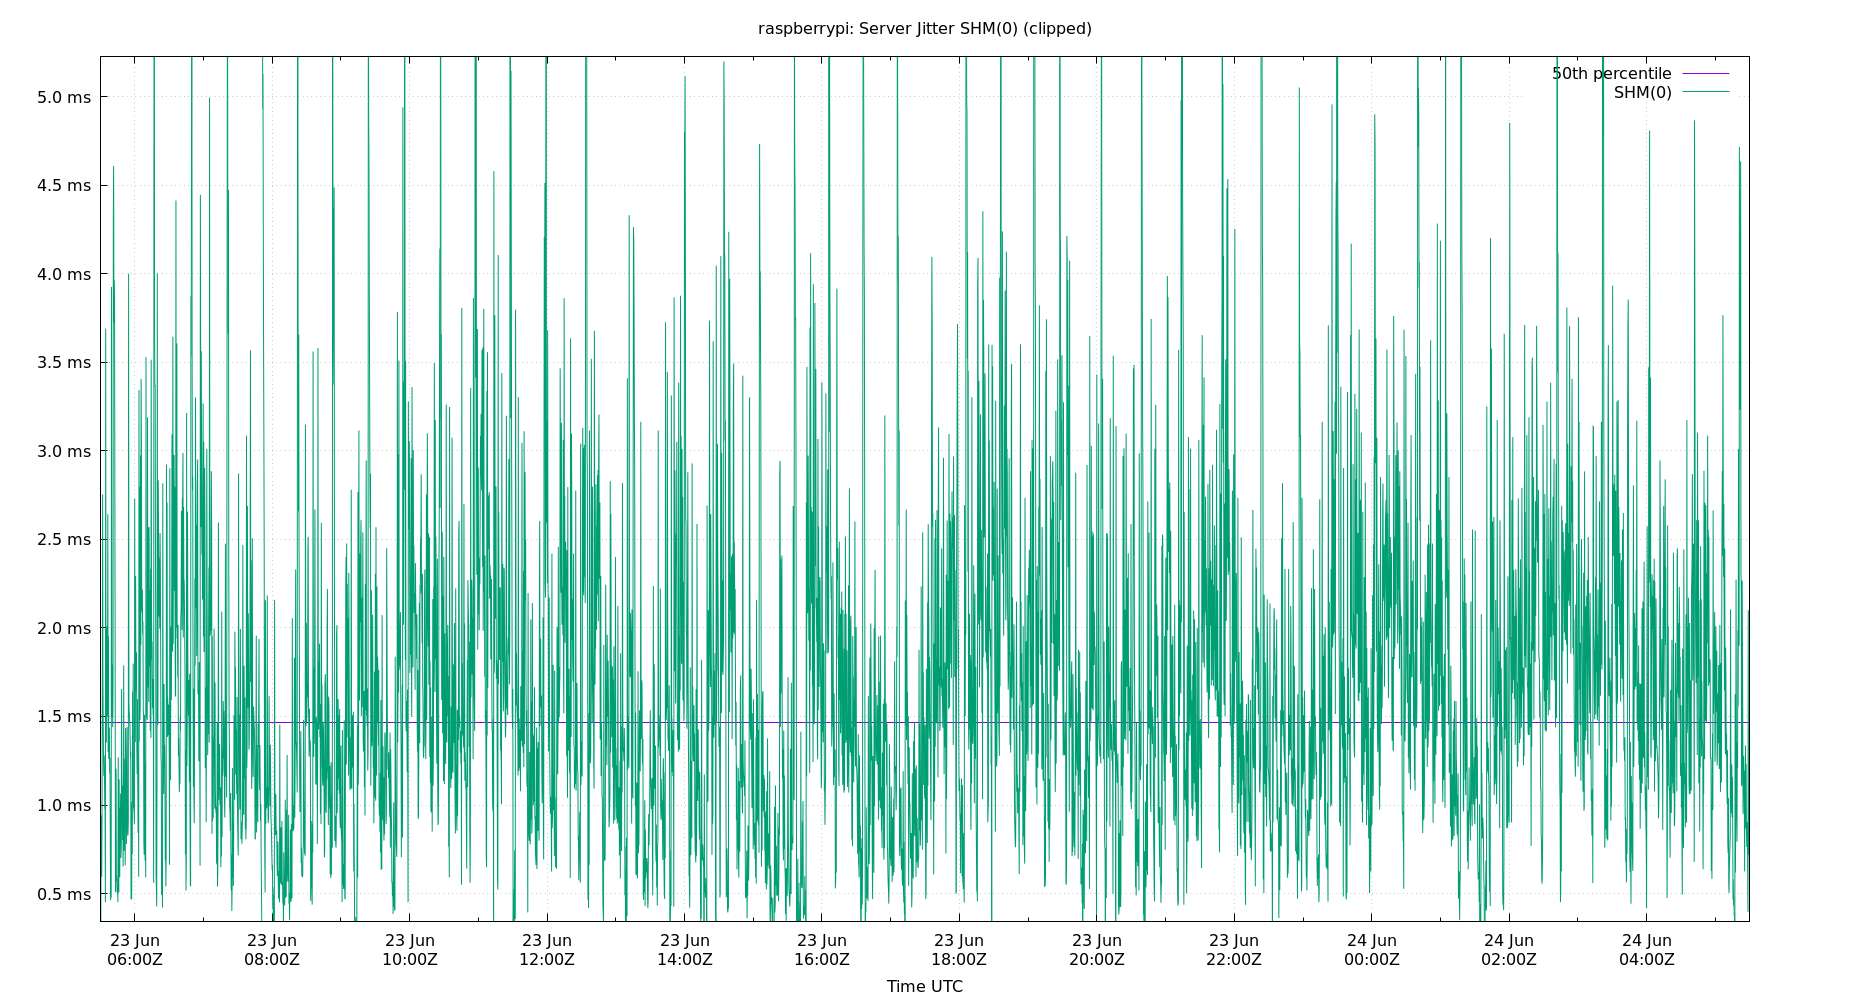 raspberrypi: Server Jitter SHM(0) (clipped)
50th percentile
SHM(0)
5.0 ms
4.5 ms
4.0 ms
3.5 ms
3.0 ms
2.5 ms
2.0 ms
1.5 ms
1.0 ms
0.5 ms
23 Jun 23 Jun 23 Jun 23 Jun 23 Jun 23 Jun 23 Jun 23 Jun 23 Jun 24 Jun 24 Jun 24 Jun
06:00Z 08:00Z 10:00Z 12:00Z 14:00Z 16:00Z 18:00Z 20:00Z 22:00Z 00:00Z 02:00Z 04:00Z
Time UTC